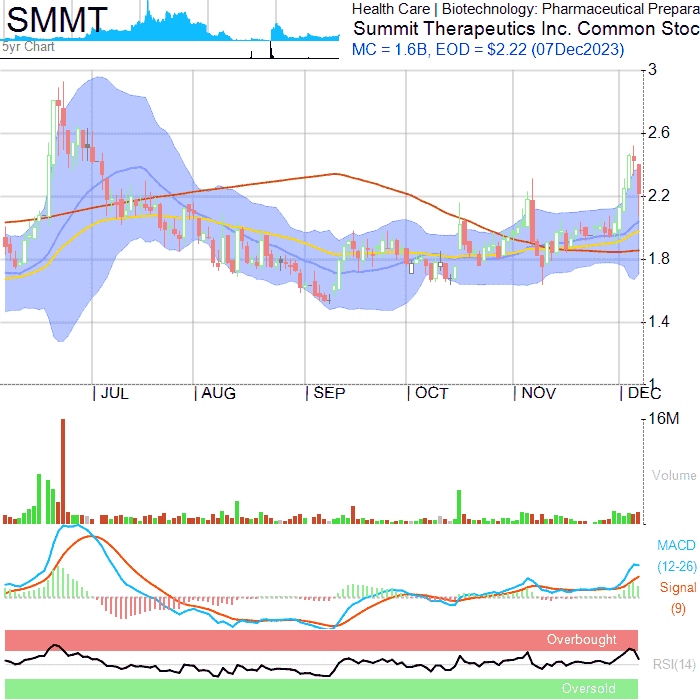 SMMT
5yr Chart
Health Care | Biotechnology: Pharmaceutical Prepara
Summit Therapeutics Inc. Common Stoc
MC = 1.6B, EOD = $2.22 (07Dec2023)
3
2.6
2.2
1.8
1.4
1
JUL AUG SEP OCT NOV DEC
16M
Volume
MACD
(12-26)
Signal
(9)
Overbought
RSI(14)
Oversold